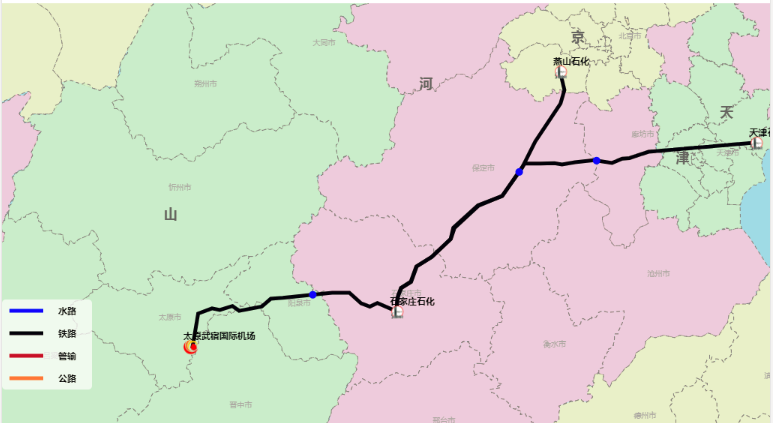 京
北京市
大同市
燕山石化
河
朔州市
天
廊坊市
天津石
天津市
津
保定市
忻州市
山
沧州市
石家庄石化
阳泉市
水路
太原市
铁路
太原武宿国际机场
衡水市
管输
公路
晋中市
邢台市
德州市